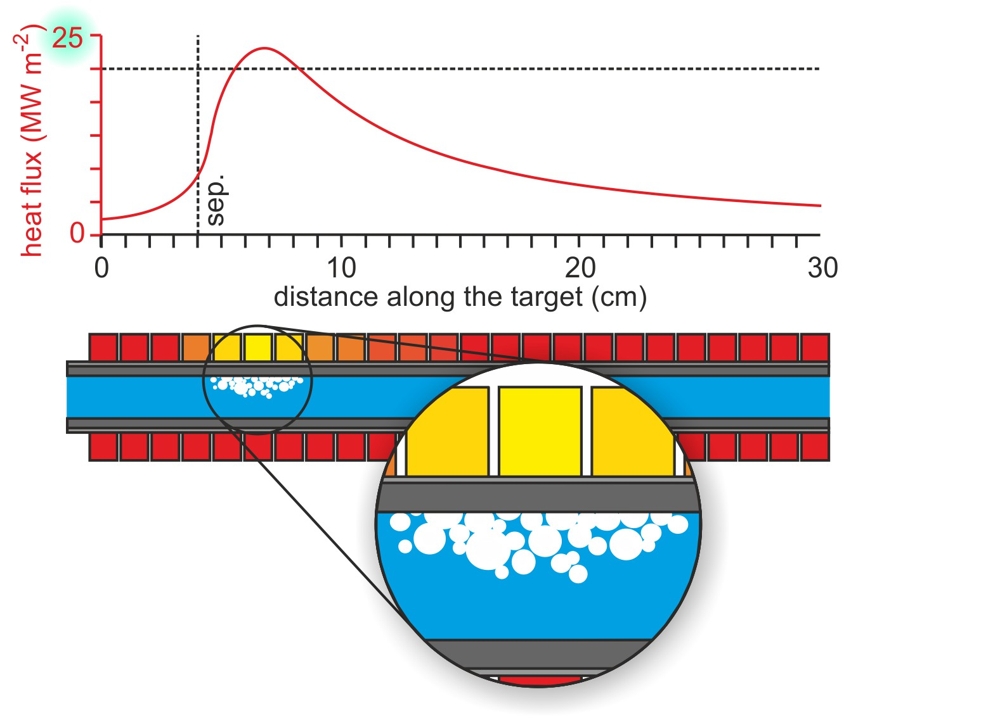 25
heat flux (MW m⁻²)
0
sep.
0 10 20 30
distance along the target (cm)